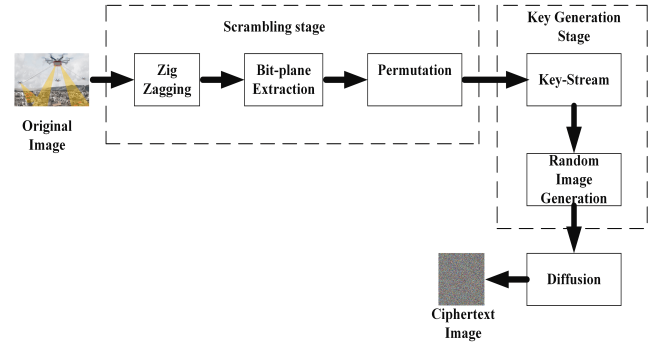 Scrambling stage
Key Generation
Stage
Zig
Zagging
Bit-plane
Extraction
Permutation
Key-Stream
Original
Image
Random
Image
Generation
Diffusion
Ciphertext
Image